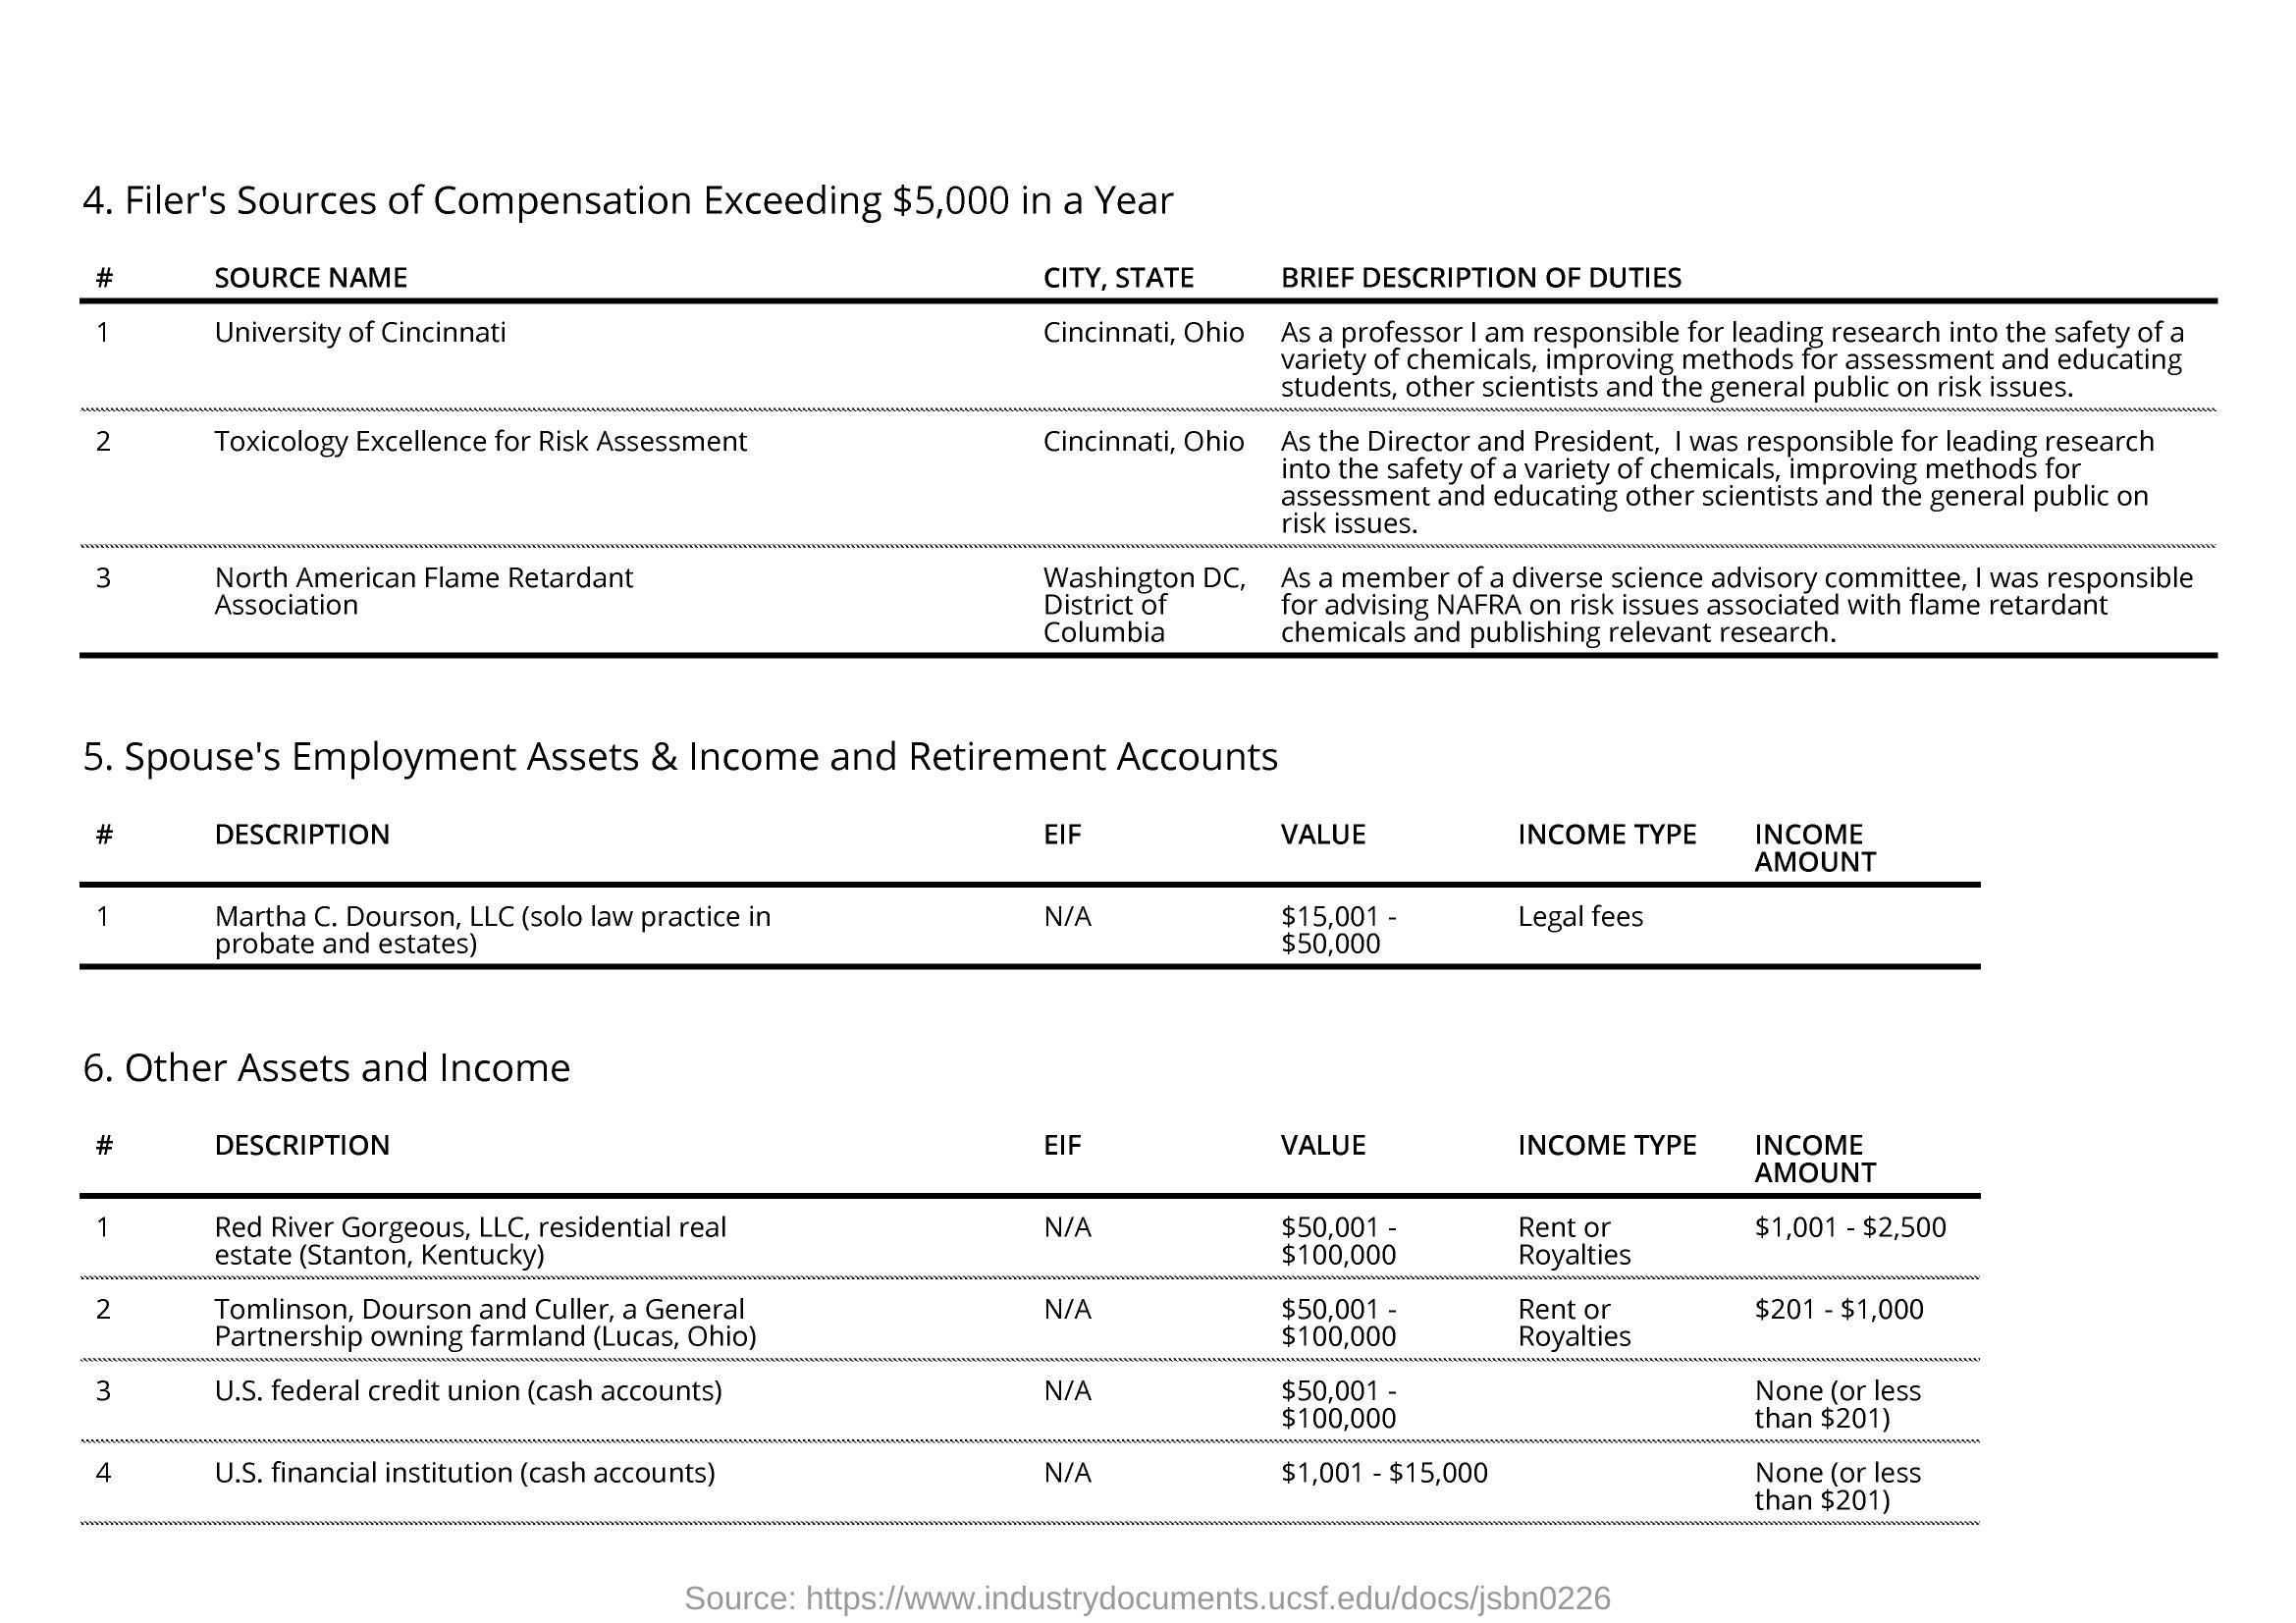 4. Filer's Sources of Compensation Exceeding $5,000 in a Year
# SOURCE NAME CITY, STATE BRIEF DESCRIPTION OF DUTIES
1 University of Cincinnati Cincinnati, Ohio As a professor I am responsible for leading research into the safety of a
variety of chemicals, improving methods for assessment and educating
students, other scientists and the general public on risk issues.
2 Toxicology Excellence for Risk Assessment Cincinnati, Ohio As the Director and President, I was responsible for leading research
into the safety of a variety of chemicals, improving methods for
assessment and educating other scientists and the general public on
risk issues.
3 North American Flame Retardant Washington DC, As a member of a diverse science advisory committee, I was responsible
Association District of for advising NAFRA on risk issues associated with flame retardant
Columbia chemicals and publishing relevant research.
5. Spouse's Employment Assets & Income and Retirement Accounts
# DESCRIPTION EIF VALUE INCOME TYPE INCOME
AMOUNT
1 Martha C. Dourson, LLC (solo law practice in N/A $15,001 - Legal fees
probate and estates) $50,000
6. Other Assets and Income
# DESCRIPTION EIF VALUE INCOME TYPE INCOME
AMOUNT
1 Red River Gorgeous, LLC, residential real N/A $50,001 - Rent or $1,001 - $2,500
estate (Stanton, Kentucky) $100,000 Royalties
2 Tomlinson, Dourson and Culler, a General N/A $50,001 - Rent or $201 - $1,000
Partnership owning farmland (Lucas, Ohio) $100,000 Royalties
3 U.S. federal credit union (cash accounts) N/A $50,001 - None (or less
$100,000 than $201)
4 U.S. financial institution (cash accounts) N/A $1,001 - $15,000 None (or less
than $201)
Source: https://www.industrydocuments.ucsf.edu/docs/jsbn0226